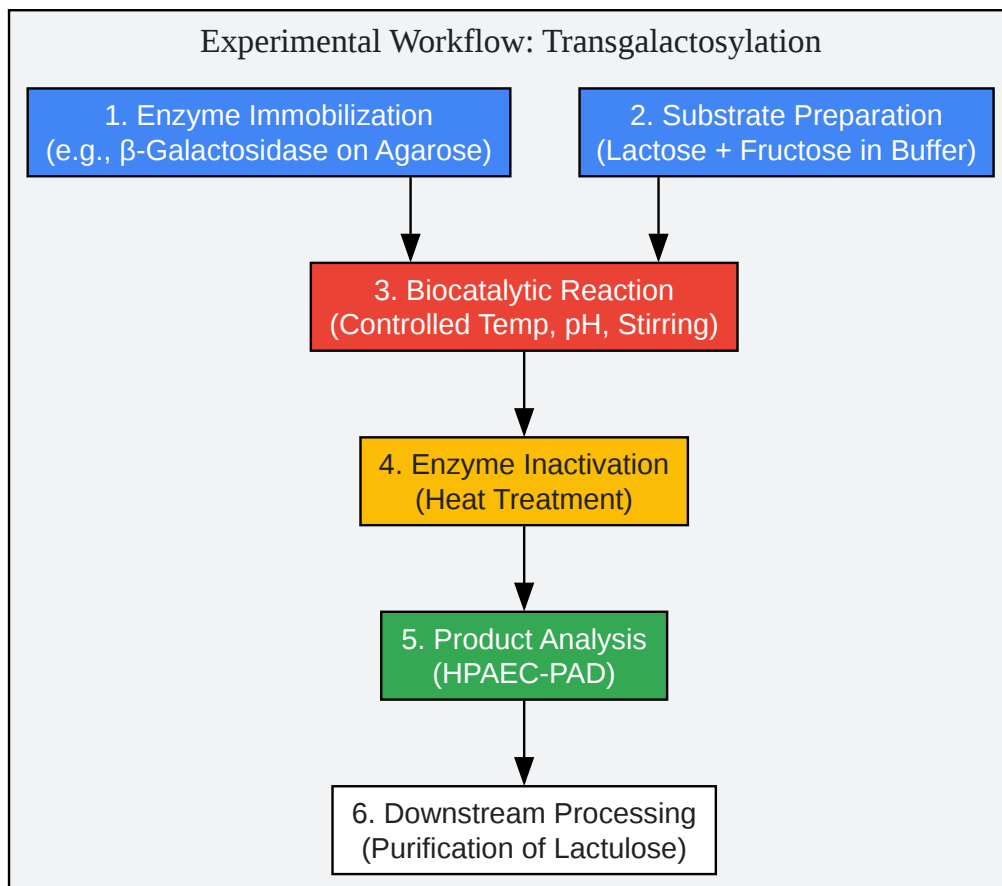 Experimental Workflow: Transgalactosylation
1. Enzyme Immobilization
(e.g., β-Galactosidase on Agarose)
2. Substrate Preparation
(Lactose + Fructose in Buffer)
3. Biocatalytic Reaction
(Controlled Temp, pH, Stirring)
4. Enzyme Inactivation
(Heat Treatment)
5. Product Analysis
(HPAEC-PAD)
6. Downstream Processing
(Purification of Lactulose)